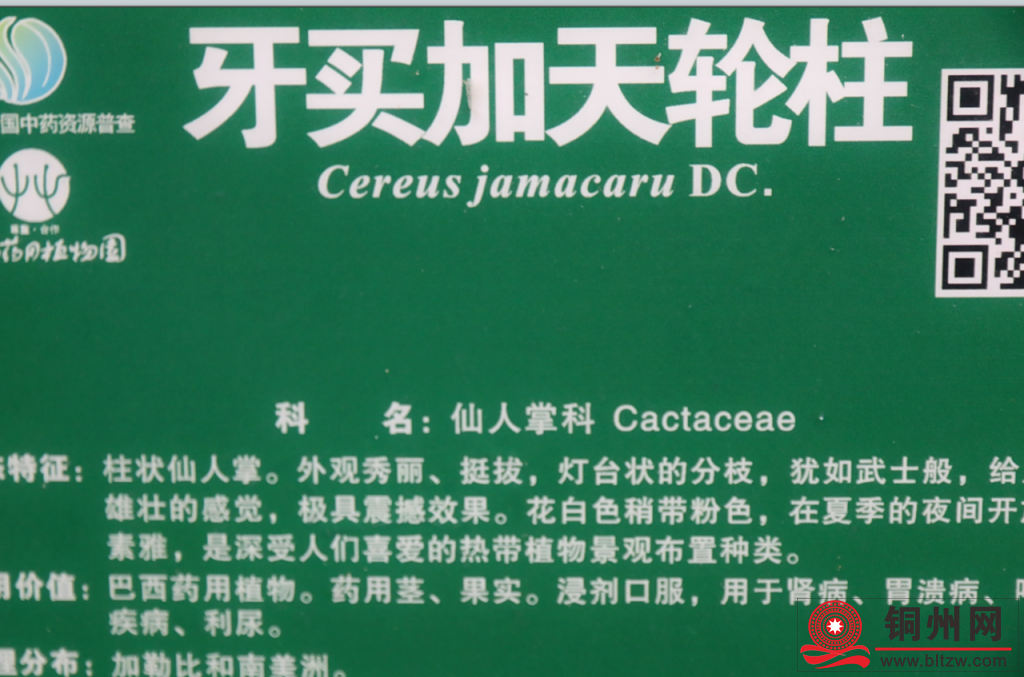 牙买加天轮柱
Cereus jamacaru DC.
国中药资源普查
药用植物園
科 名：仙人掌科 Cactaceae
特征：柱状仙人掌。外观秀丽、挺拔，灯台状的分枝，犹如武士般，给
雄壮的感觉，极具震撼效果。花白色稍带粉色，在夏季的夜间开
素雅，是深受人们喜爱的热带植物景观布置种类。
用价值：巴西药用植物。药用茎、果实。浸剂口服，用于肾病、胃溃病、
疾病、利尿。
理分布：加勒比和南美洲。
铜州网
www.bltzw.com